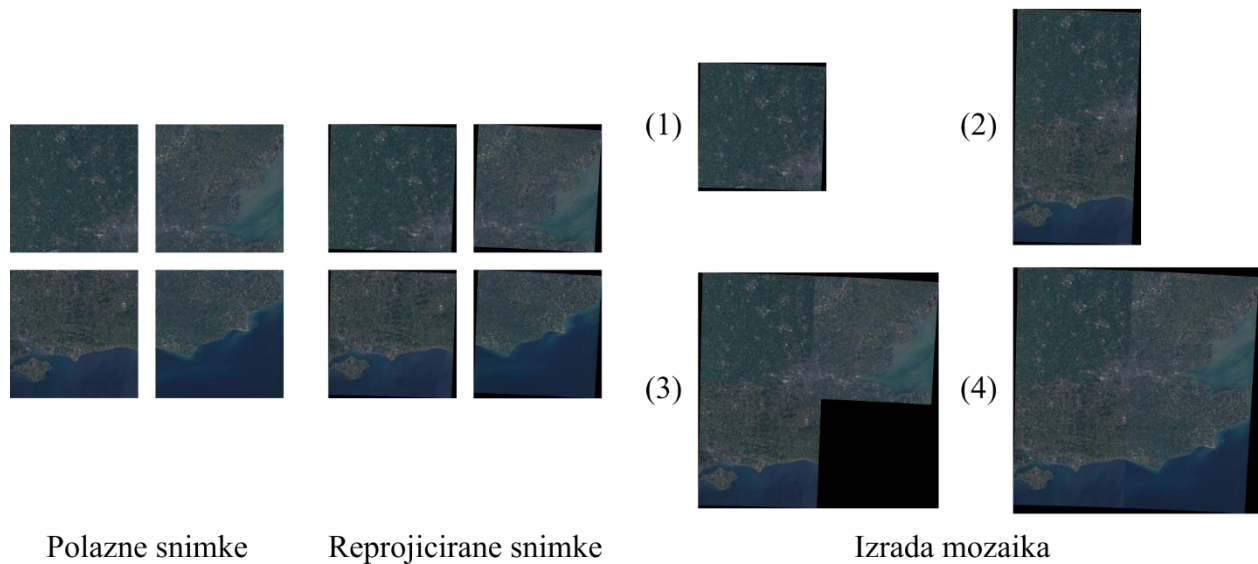 (1)
(2)
(3)
(4)
Polazne snimke
Reprojicirane snimke
Izrada mozaika